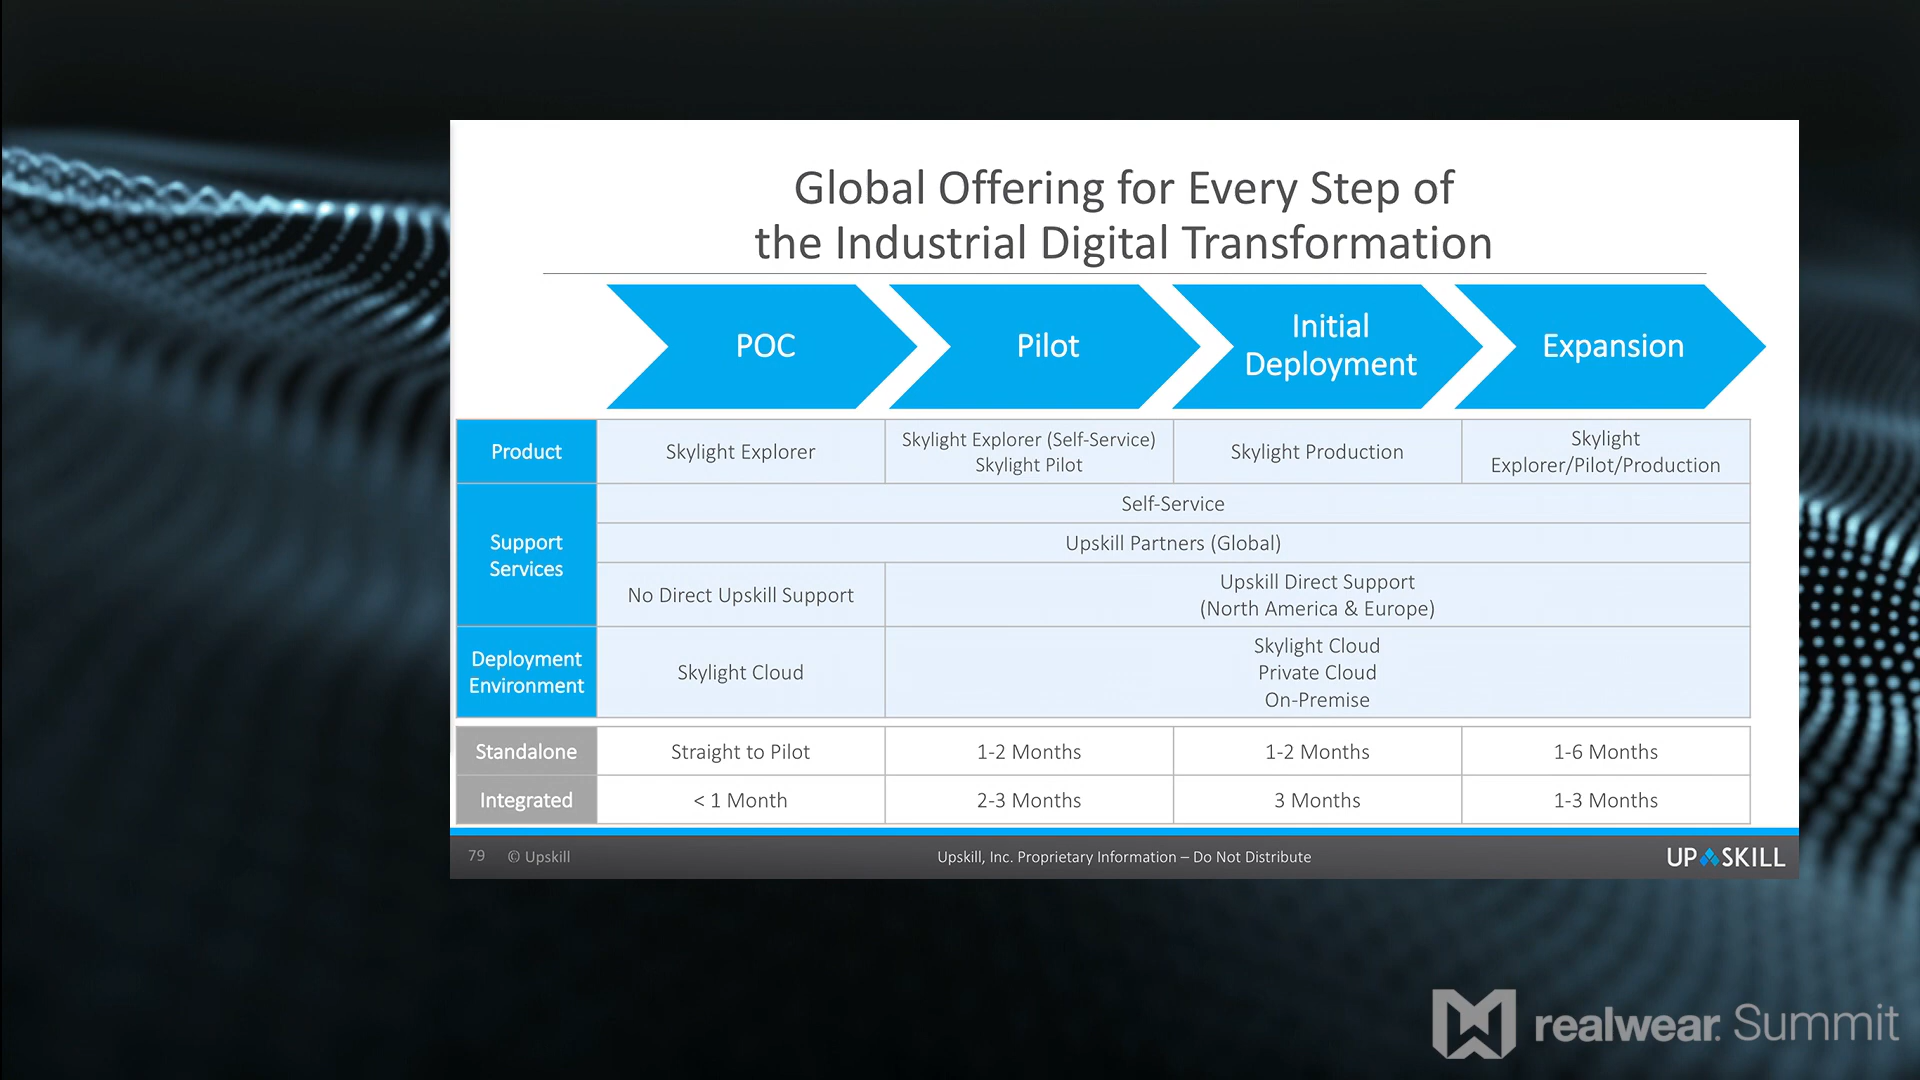 Global Offering for Every Step of
the Industrial Digital Transformation
POC
Pilot
Initial
Deployment
Expansion
Product
Skylight Explorer
Skylight Explorer (Self-Service)
Skylight Pilot
Skylight Production
Skylight
Explorer/Pilot/Production
Support
Services
Self-Service
Upskill Partners (Global)
No Direct Upskill Support
Upskill Direct Support
(North America & Europe)
Deployment
Environment
Skylight Cloud
Skylight Cloud
Private Cloud
On-Premise
Standalone
Straight to Pilot
1-2 Months
1-2 Months
1-6 Months
Integrated
< 1 Month
2-3 Months
3 Months
1-3 Months
79
© Upskill
Upskill, Inc. Proprietary Information – Do Not Distribute
UPSKILL
realwear. Summit